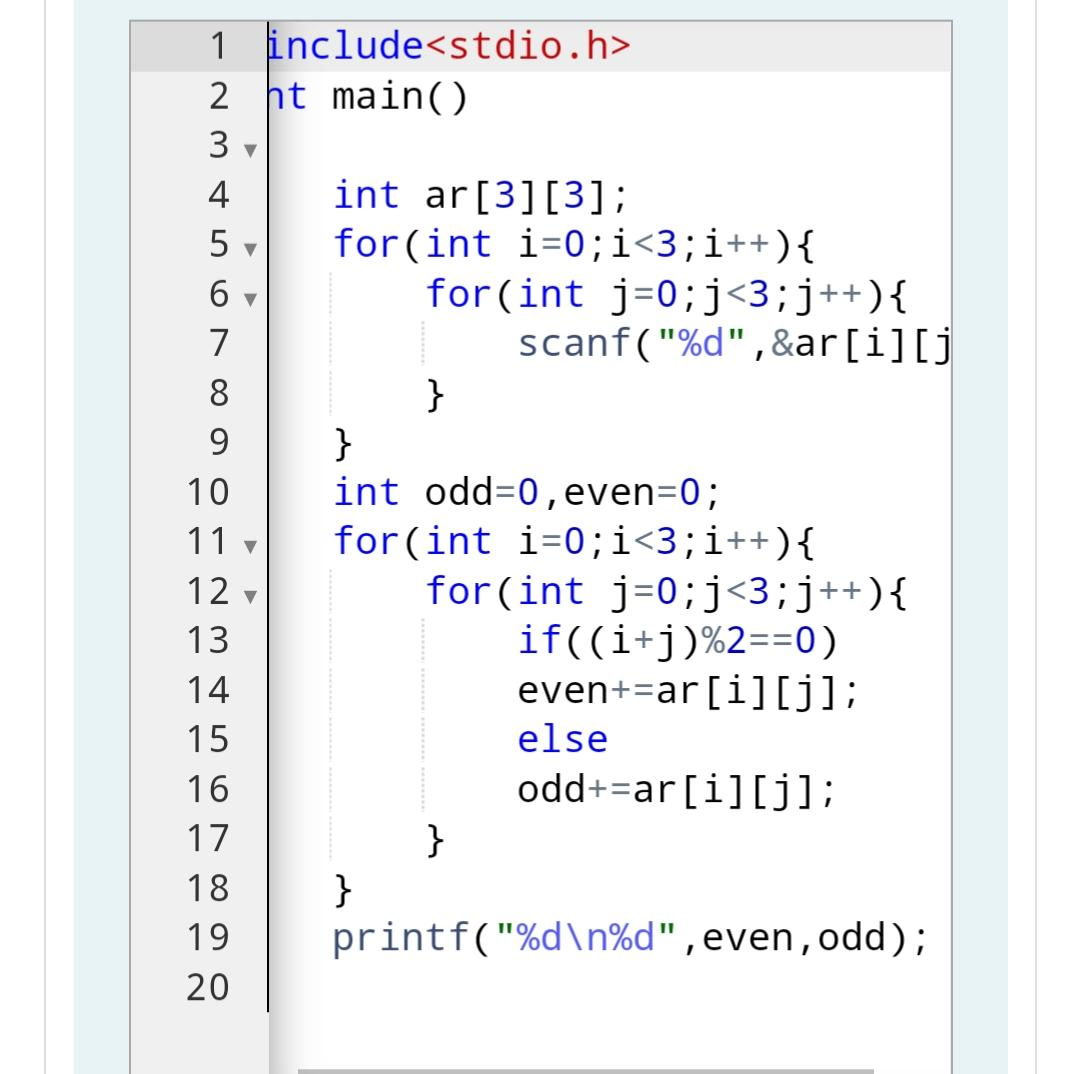 1 include<stdio.h>
2 nt main()
3
4 int ar[3][3];
5 for(int i=0;i<3;i++){
6 for(int j=0;j<3;j++){
7 scanf("%d",&ar[i][j
8 }
9 }
10 int odd=0,even=0;
11 for(int i=0;i<3;i++){
12 for(int j=0;j<3;j++){
13 if((i+j)%2==0)
14 even+=ar[i][j];
15 else
16 odd+=ar[i][j];
17 }
18 }
19 printf("%d\n%d",even,odd);
20